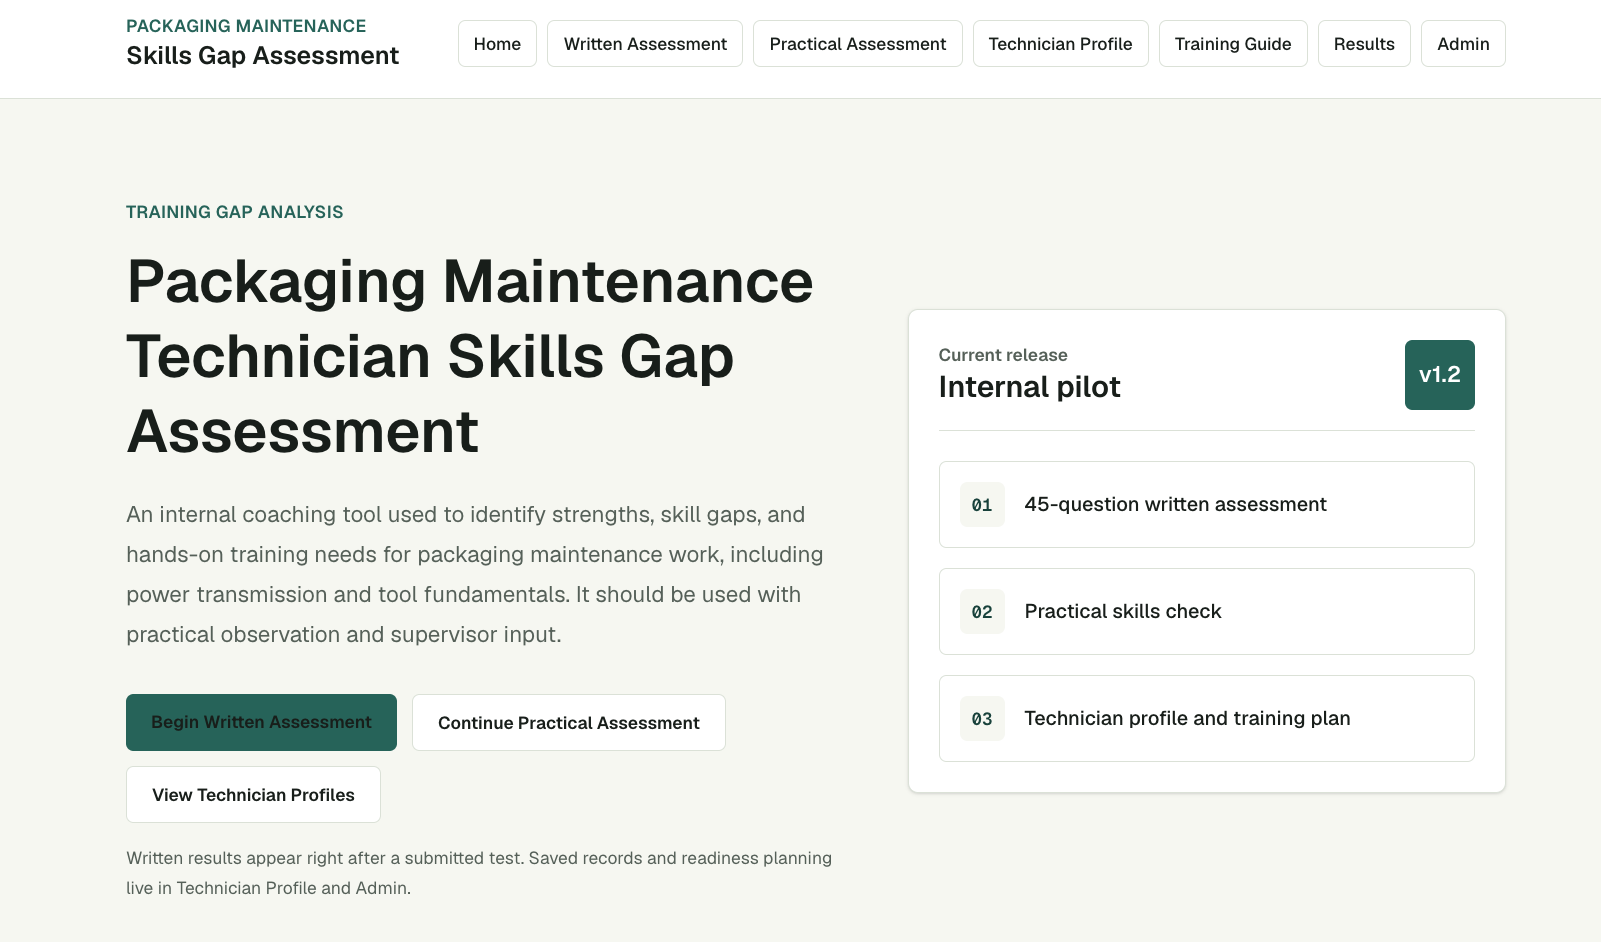 PACKAGING MAINTENANCE
Skills Gap Assessment
Home
Written Assessment
Practical Assessment
Technician Profile
Training Guide
Results
Admin
TRAINING GAP ANALYSIS
Packaging Maintenance
Technician Skills Gap
Assessment
An internal coaching tool used to identify strengths, skill gaps, and
hands-on training needs for packaging maintenance work, including
power transmission and tool fundamentals. It should be used with
practical observation and supervisor input.
Begin Written Assessment
Continue Practical Assessment
View Technician Profiles
Written results appear right after a submitted test. Saved records and readiness planning
live in Technician Profile and Admin.
Current release
Internal pilot
v1.2
01 45-question written assessment
02 Practical skills check
03 Technician profile and training plan